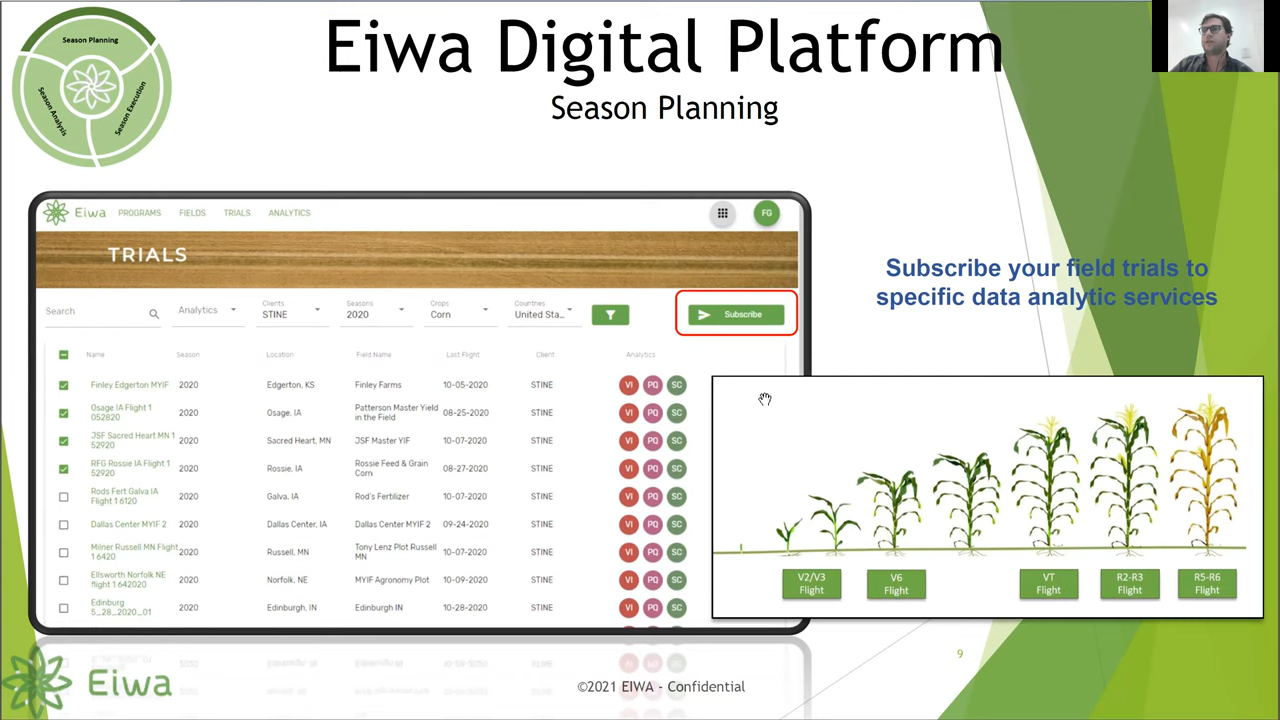 Season Planning
Season Analysis
Season Execution
Eiwa Digital Platform
Season Planning
Eiwa PROGRAMS FIELDS TRIALS ANALYTICS FG
TRIALS
Search Analytics Clients STINE Seasons 2020 Crops Corn Countries United Sta... Subscribe
Name Season Location Field Name Last Flight Client Analytics
Finley Edgerton MYIF 2020 Edgerton, KS Finley Farms 10-05-2020 STINE VI PQ SC
Osage IA Flight 1 052820 2020 Osage, IA Patterson Master Yield in the Field 08-25-2020 STINE VI PQ SC
JSF Sacred Heart MN 1 52920 2020 Sacred Heart, MN JSF Master YIF 10-07-2020 STINE VI PQ SC
RFG Rossie IA Flight 1 52920 2020 Rossie, IA Rossie Feed & Grain Corn 08-27-2020 STINE VI PQ SC
Rods Fert Galva IA Flight 1 6120 2020 Galva, IA Rod's Fertilizer 10-07-2020 STINE VI PQ SC
Dallas Center MYIF 2 2020 Dallas Center, IA Dallas Center MYIF 2 09-24-2020 STINE VI PQ SC
Milner Russell MN Flight 1 6420 2020 Russell, MN Tony Lenz Plot Russell MN 10-07-2020 STINE VI PQ SC
Ellsworth Norfolk NE flight 1 642020 2020 Norfolk, NE MYIF Agronomy Plot 10-09-2020 STINE VI PQ SC
Edinburg 5_28_2020_01 2020 Edinburgh, IN Edinburgh IN 10-28-2020 STINE VI PQ SC
Subscribe your field trials to
specific data analytic services
V2/V3 Flight
V6 Flight
VT Flight
R2-R3 Flight
R5-R6 Flight
9
Eiwa
©2021 EIWA - Confidential